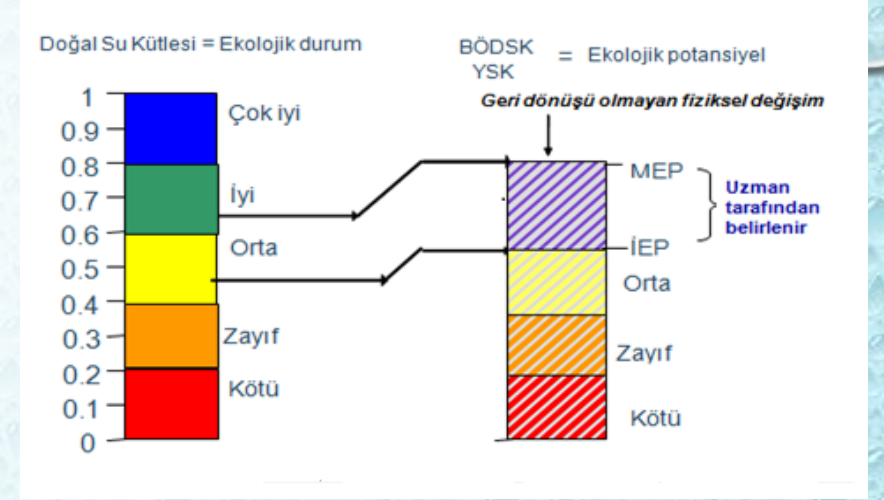 Doğal Su Kütlesi = Ekolojik durum
BÖDSK
YSK
= Ekolojik potansiyel
Geri dönüşü olmayan fiziksel değişim
1
0.9
0.8
0.7
0.6
0.5
0.4
0.3
0.2
0.1
0
Çok iyi
İyi
Orta
Zayıf
Kötü
MEP
İEP
Orta
Zayıf
Kötü
Uzman
tarafından
belirlenir